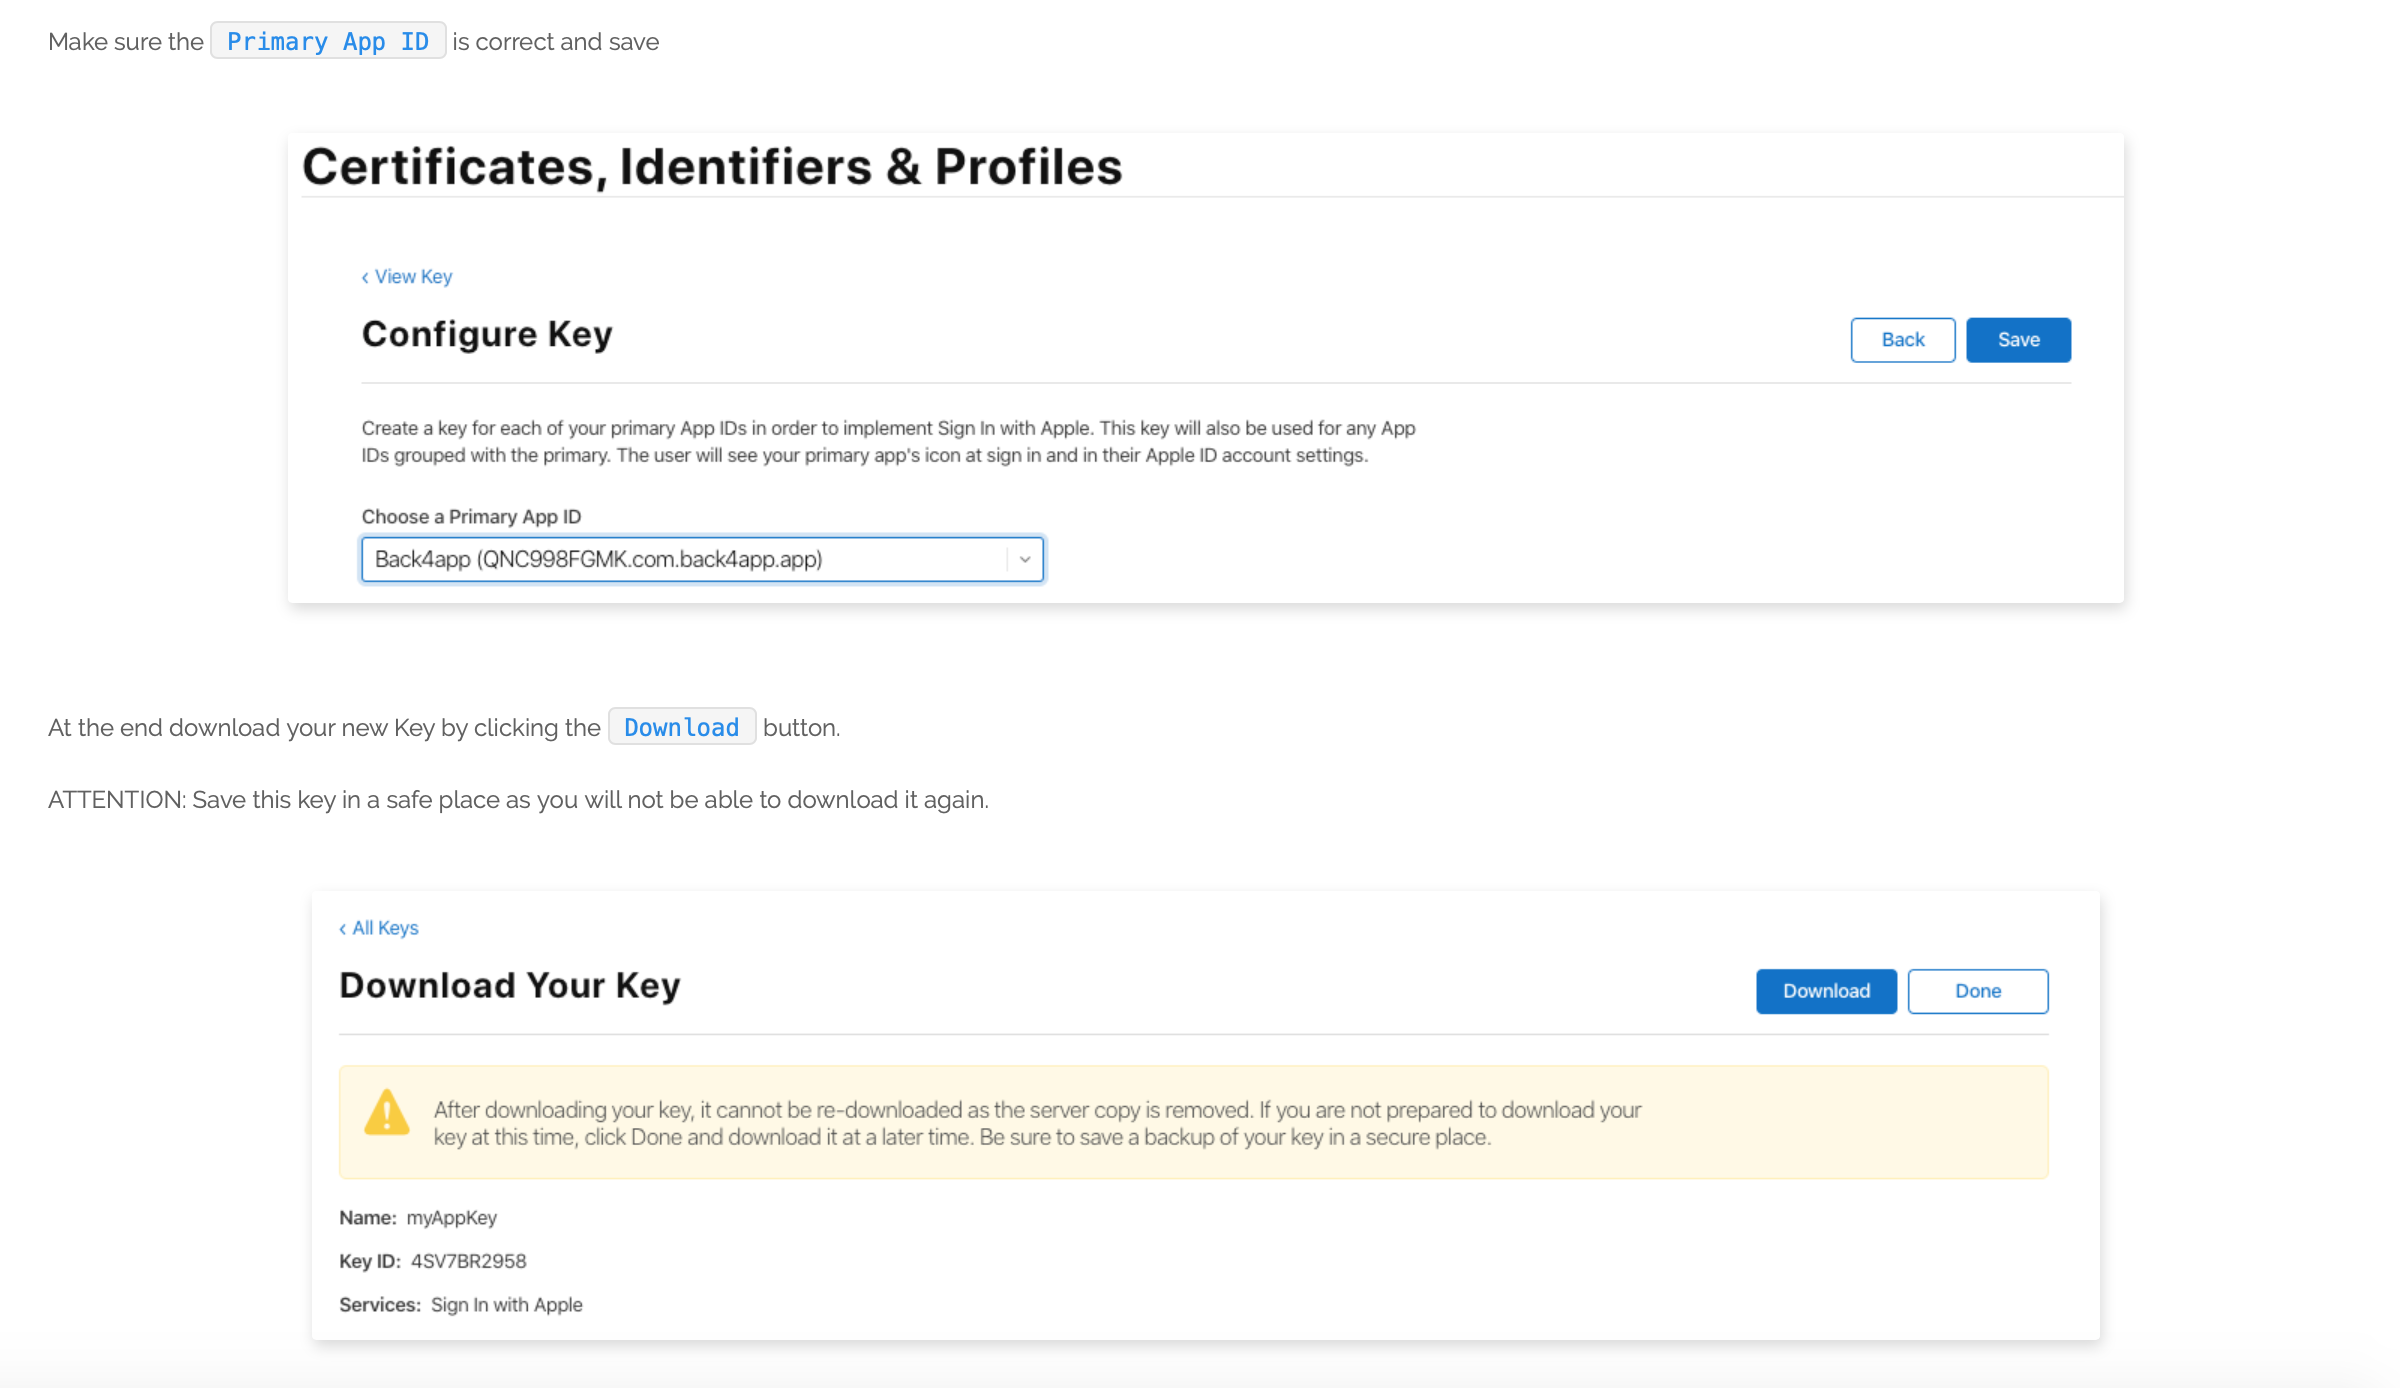 Make sure the Primary App ID is correct and save
Certificates, Identifiers & Profiles
‹ View Key
Configure Key
Back
Save
Create a key for each of your primary App IDs in order to implement Sign In with Apple. This key will also be used for any App
IDs grouped with the primary. The user will see your primary app's icon at sign in and in their Apple ID account settings.
Choose a Primary App ID
Back4app (QNC998FGMK.com.back4app.app)
At the end download your new Key by clicking the Download button.
ATTENTION: Save this key in a safe place as you will not be able to download it again.
‹ All Keys
Download Your Key
Download
Done
After downloading your key, it cannot be re-downloaded as the server copy is removed. If you are not prepared to download your
key at this time, click Done and download it at a later time. Be sure to save a backup of your key in a secure place.
Name: myAppKey
Key ID: 4SV7BR2958
Services: Sign In with Apple